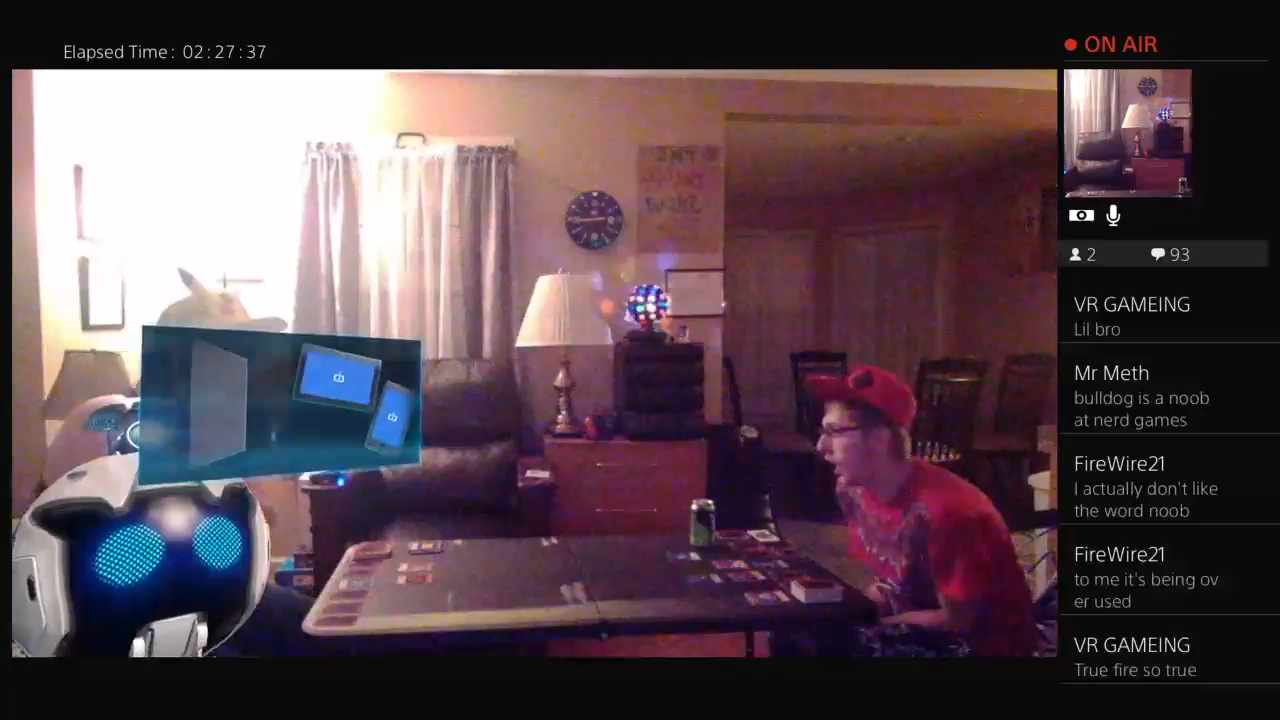 Elapsed Time: 02:27:37
ON AIR
2
93
VR GAMEING
Lil bro
Mr Meth
bulldog is a noob
at nerd games
FireWire21
I actually don't like
the word noob
FireWire21
to me it's being ov
er used
VR GAMEING
True fire so true